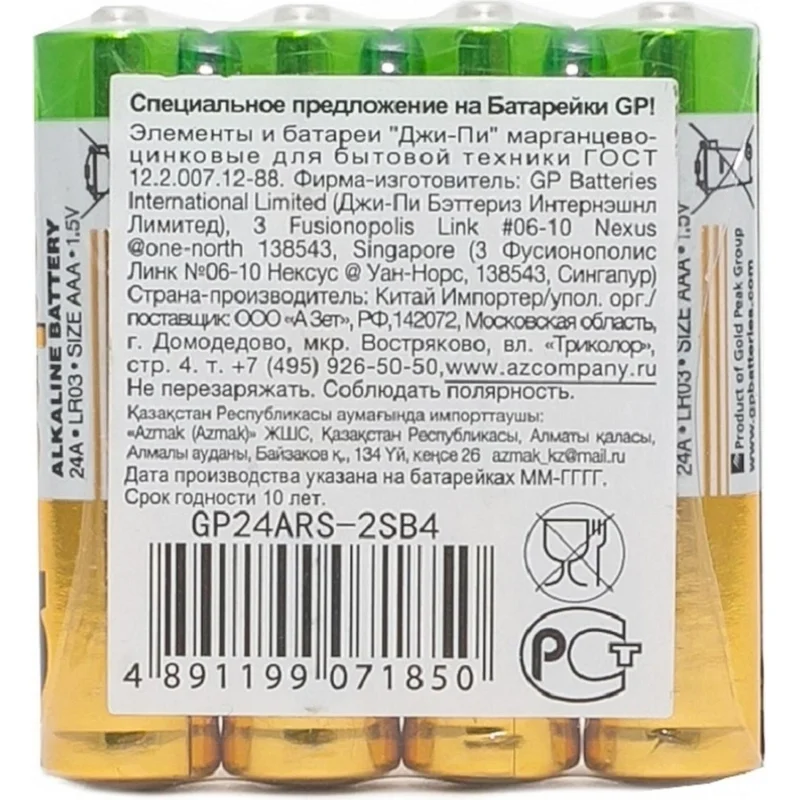 Специальное предложение на Батарейки GP!
Элементы и батареи "Джи-Пи" марганцево-
цинковые для бытовой техники ГОСТ
12.2.007.12-88. Фирма-изготовитель: GP Batteries
International Limited (Джи-Пи Бэттериз Интернэшнл
Лимитед), 3 Fusionopolis Link #06-10 Nexus
@one-north 138543, Singapore (3 Фусионополис
Линк №06-10 Нексус @ Уан-Норс, 138543, Сингапур)
Страна-производитель: Китай Импортер/упол. орг./
поставщик: ООО «А Зет», РФ,142072, Московская область,
г. Домодедово, мкр. Востряково, вл. «Триколор»,
стр. 4. т. +7 (495) 926-50-50,www.azcompany.ru
Не перезаряжать. Соблюдать полярность.
Қазақстан Республикасы аумағында импорттаушы:
«Azmak (Azmak)» ЖШС, Қазақстан Республикасы, Алматы қаласы,
Алмалы ауданы, Байзаков қ., 134 Үй, кеңсе 26 azmak_kz@mail.ru
Дата производства указана на батарейках ММ-ГГГГ.
Срок годности 10 лет.
GP24ARS-2SB4
4 891199 071850
РСТ
ALKALINE BATTERY
24A • LR03 • SIZE AAA • 1.5V
24A • LR03 • SIZE AAA • 1.5V
Product of Gold Peak Group
www.gpbatteries.com